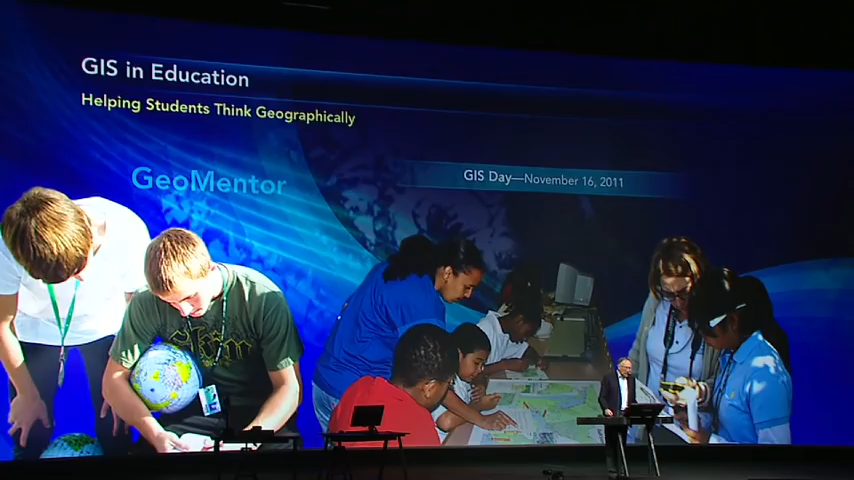 GIS in Education
Helping Students Think Geographically
GeoMentor
GIS Day—November 16, 2011